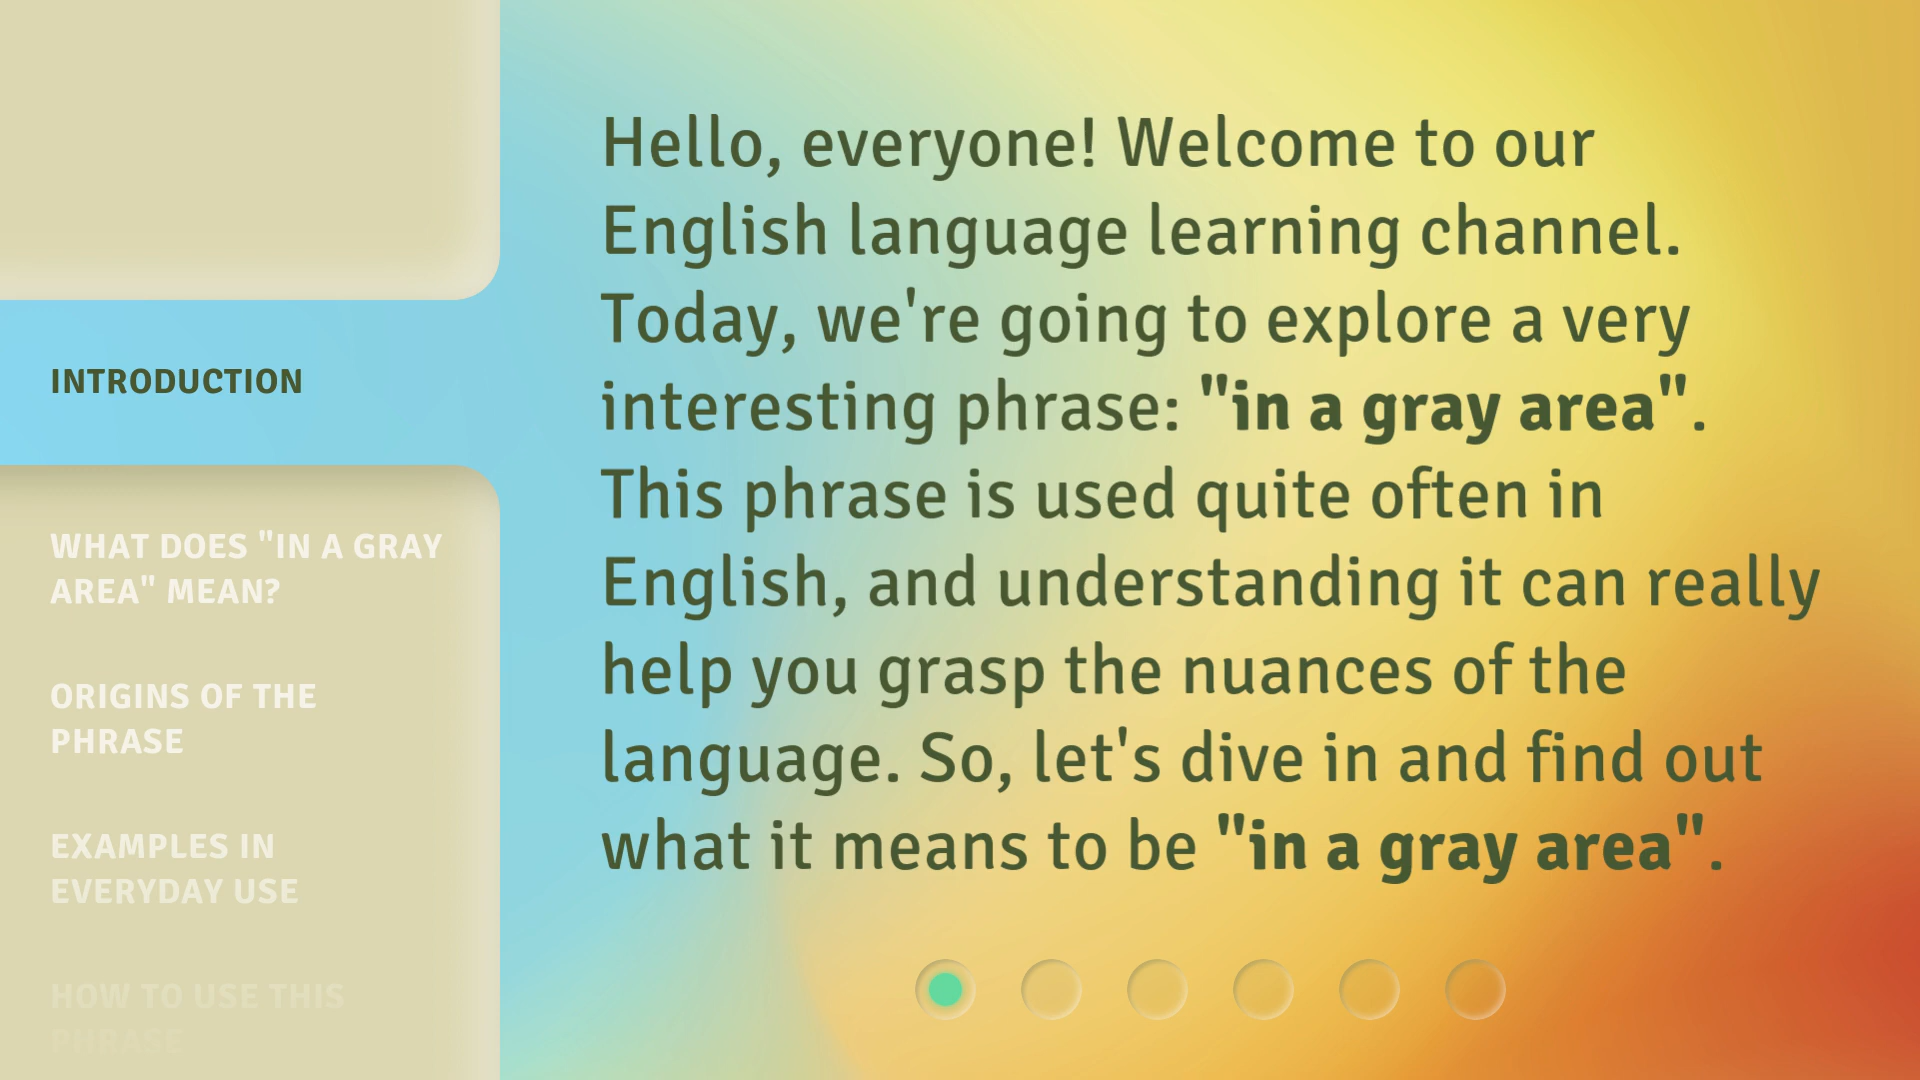 INTRODUCTION
WHAT DOES "IN A GRAY
AREA" MEAN?
ORIGINS OF THE
PHRASE
EXAMPLES IN
EVERYDAY USE
HOW TO USE THIS
PHRASE
Hello, everyone! Welcome to our
English language learning channel.
Today, we're going to explore a very
interesting phrase: "in a gray area".
This phrase is used quite often in
English, and understanding it can really
help you grasp the nuances of the
language. So, let's dive in and find out
what it means to be "in a gray area".